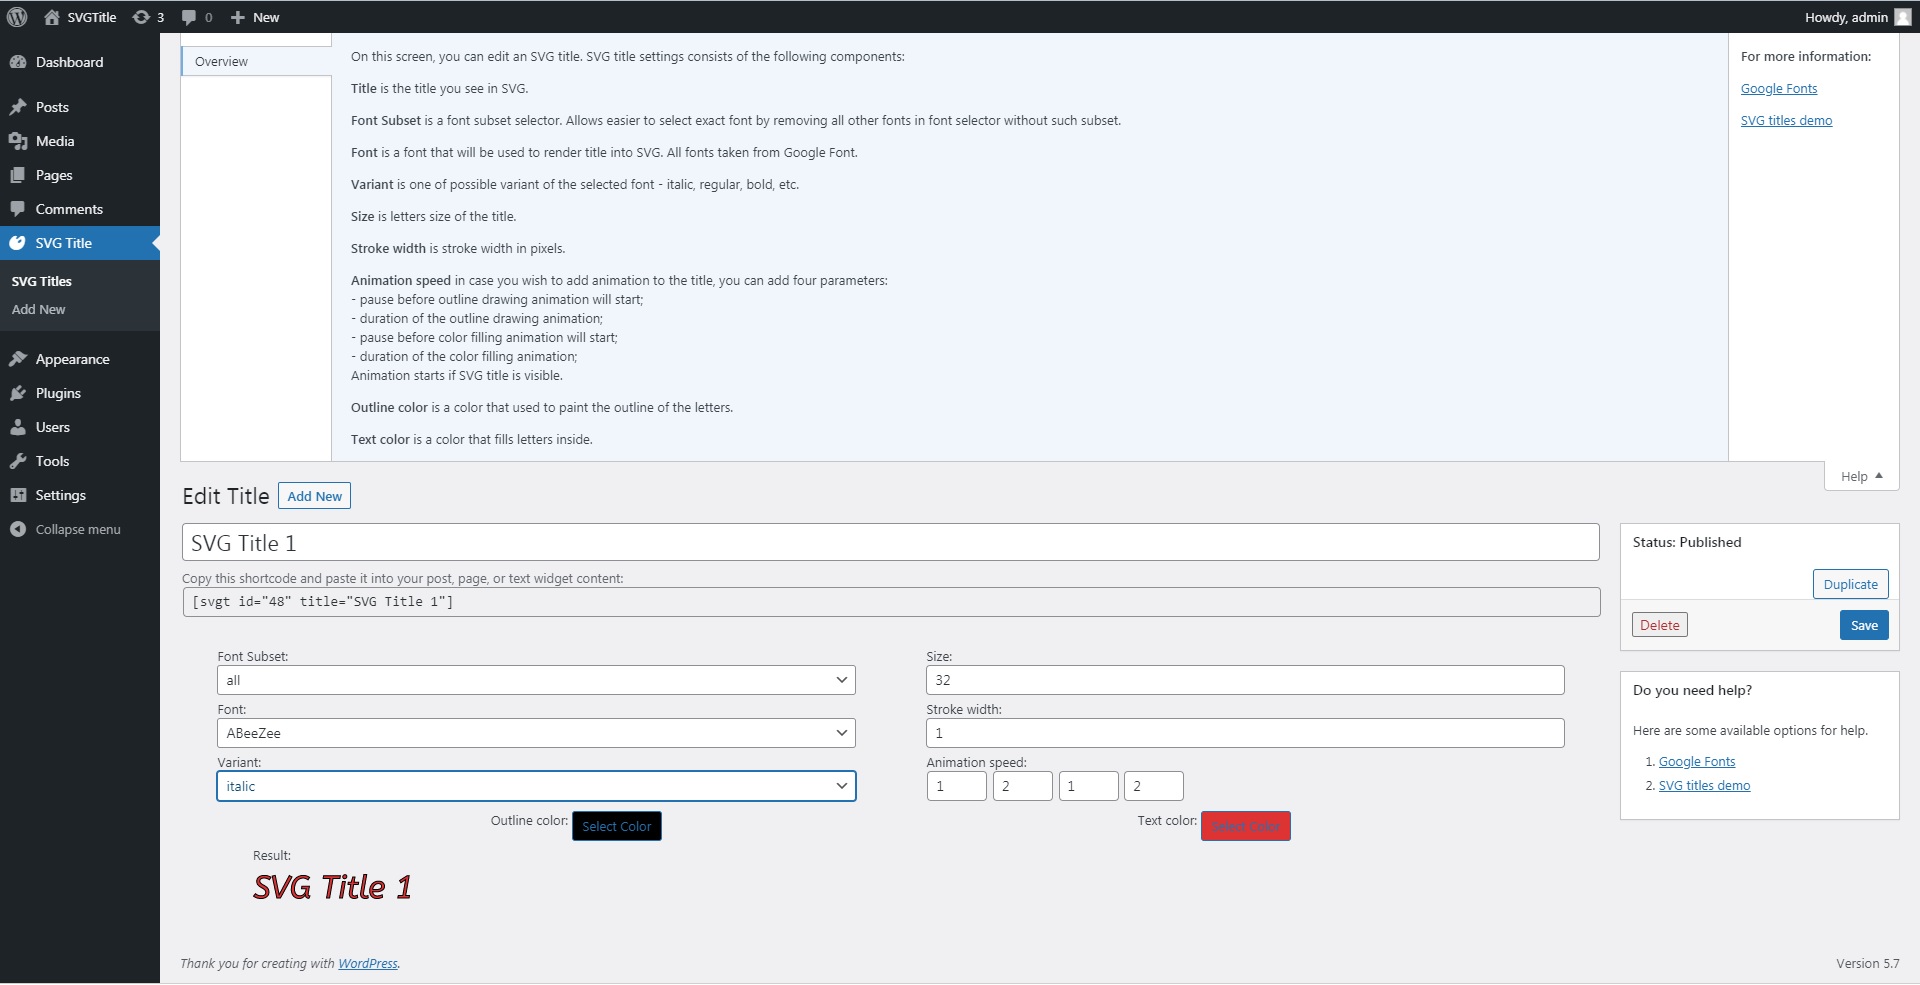 SVGTitle 3 0 New Howdy, admin
Dashboard
Posts
Media
Pages
Comments
SVG Title
SVG Titles
Add New
Appearance
Plugins
Users
Tools
Settings
Collapse menu
Overview
On this screen, you can edit an SVG title. SVG title settings consists of the following components:
Title is the title you see in SVG.
Font Subset is a font subset selector. Allows easier to select exact font by removing all other fonts in font selector without such subset.
Font is a font that will be used to render title into SVG. All fonts taken from Google Font.
Variant is one of possible variant of the selected font - italic, regular, bold, etc.
Size is letters size of the title.
Stroke width is stroke width in pixels.
Animation speed in case you wish to add animation to the title, you can add four parameters:
- pause before outline drawing animation will start;
- duration of the outline drawing animation;
- pause before color filling animation will start;
- duration of the color filling animation;
Animation starts if SVG title is visible.
Outline color is a color that used to paint the outline of the letters.
Text color is a color that fills letters inside.
For more information:
Google Fonts
SVG titles demo
Help
Edit Title Add New
SVG Title 1
Copy this shortcode and paste it into your post, page, or text widget content:
[svgt id="48" title="SVG Title 1"]
Font Subset:
all
Font:
ABeeZee
Variant:
italic
Size:
32
Stroke width:
1
Animation speed:
1 2 1 2
Outline color: Select Color
Text color: Select Color
Result:
SVG Title 1
Status: Published
Duplicate
Delete Save
Do you need help?
Here are some available options for help.
1. Google Fonts
2. SVG titles demo
Thank you for creating with WordPress. Version 5.7